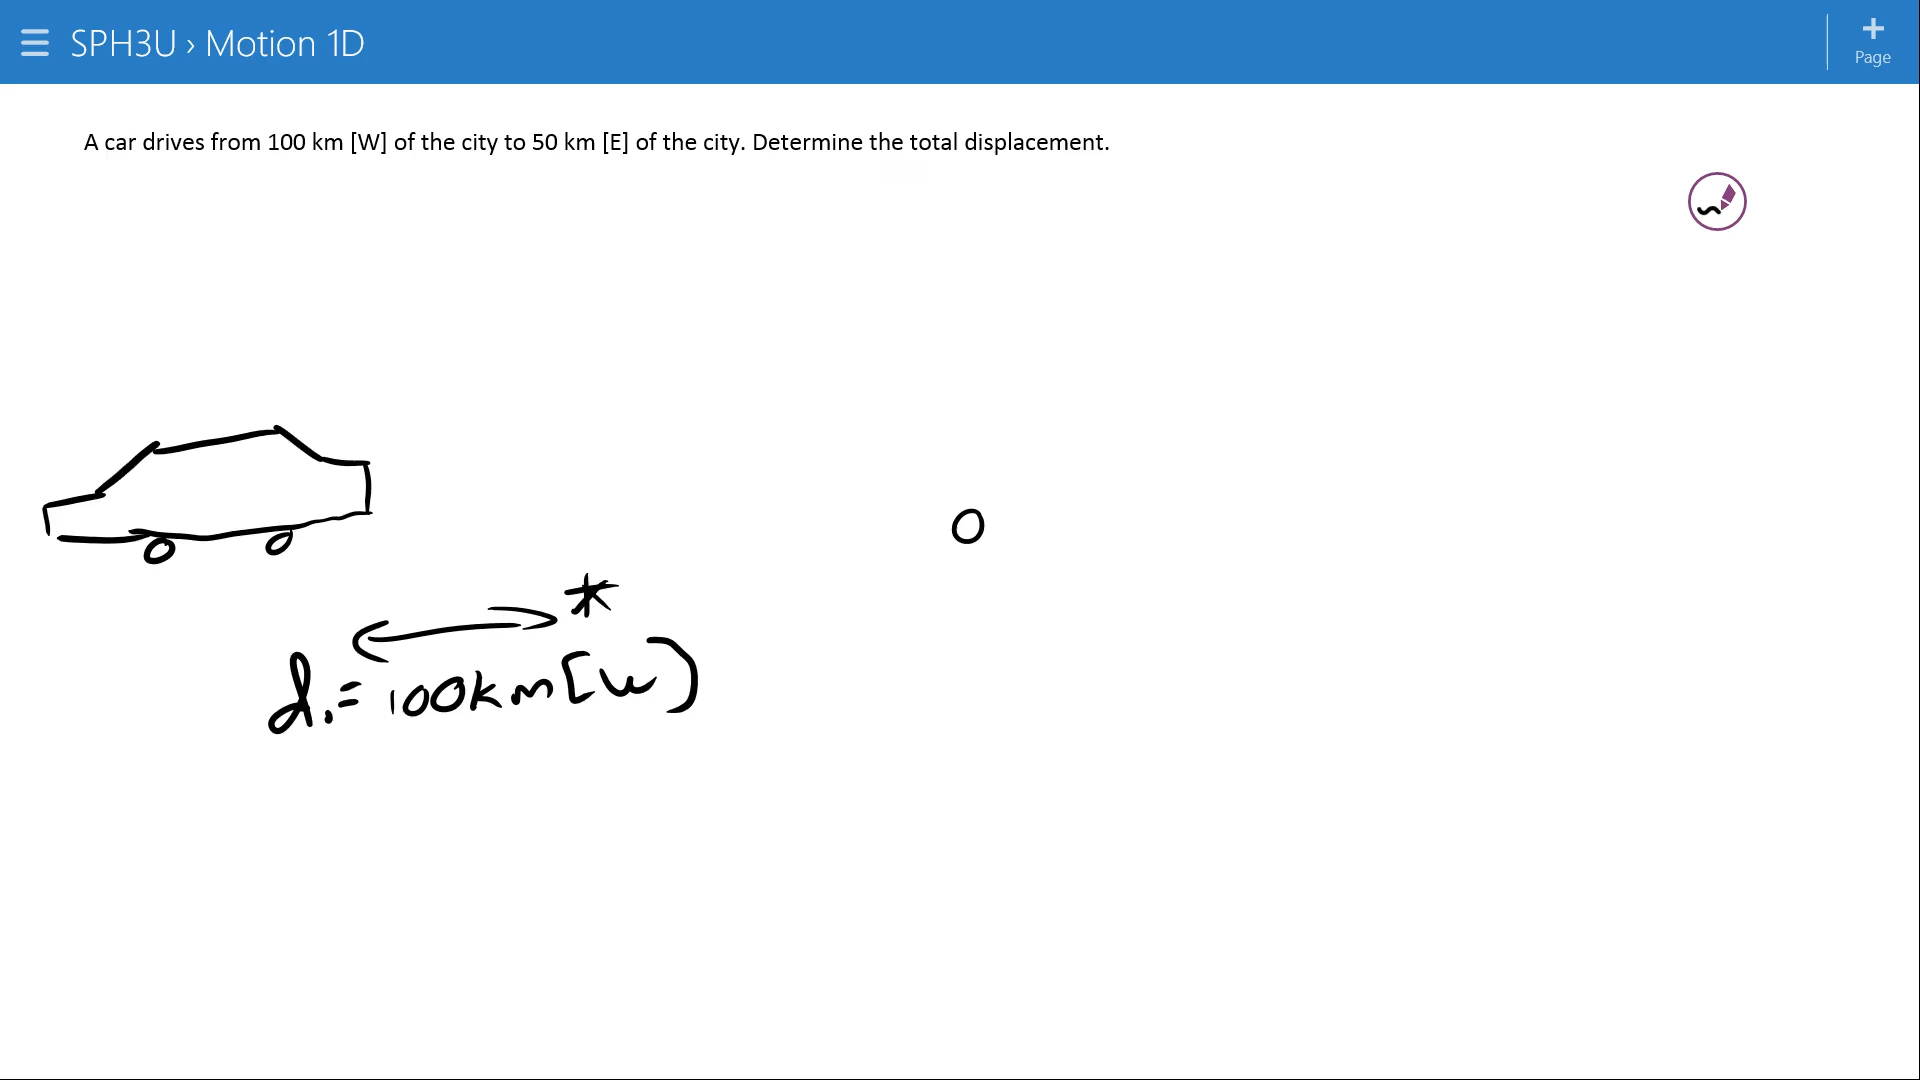 SPH3U › Motion 1D
+
Page
A car drives from 100 km [W] of the city to 50 km [E] of the city. Determine the total displacement.
O
*
d₁= 100km[W]